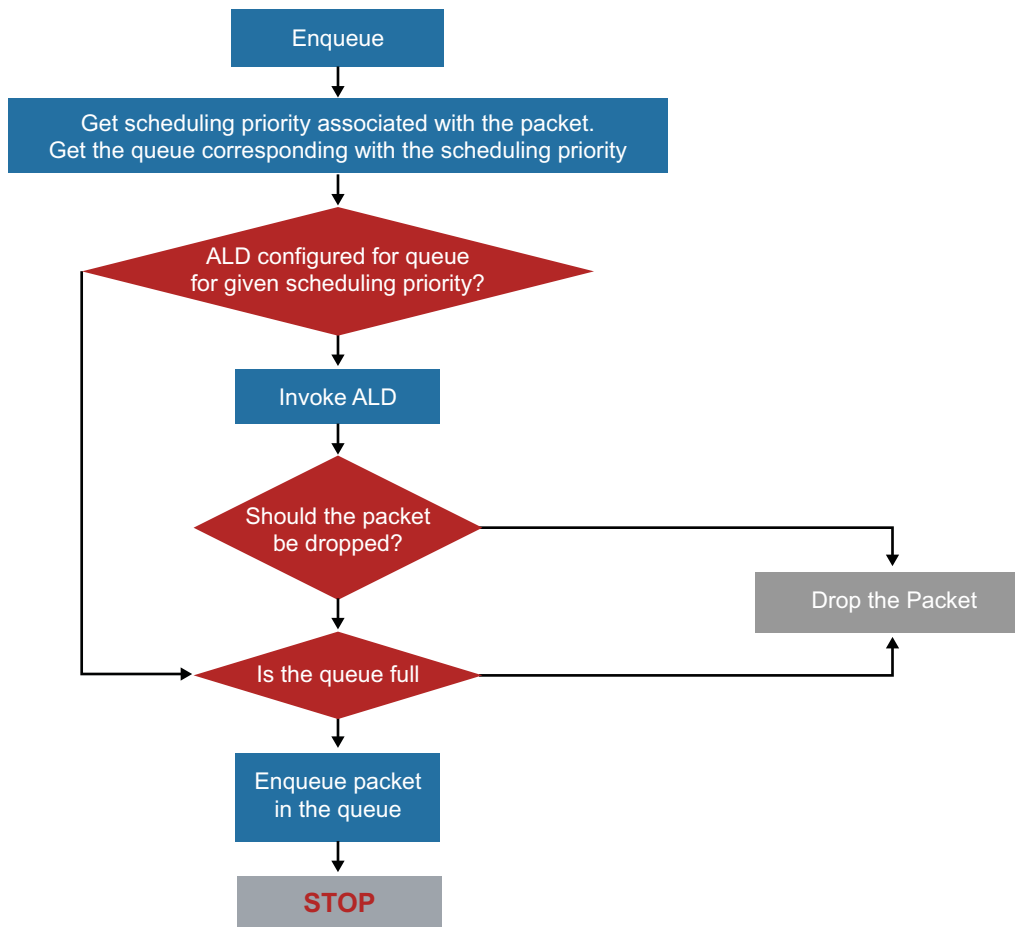 Enqueue
Get scheduling priority associated with the packet.
Get the queue corresponding with the scheduling priority
ALD configured for queue
for given scheduling priority?
Invoke ALD
Should the packet
be dropped?
Drop the Packet
Is the queue full
Enqueue packet
in the queue
STOP